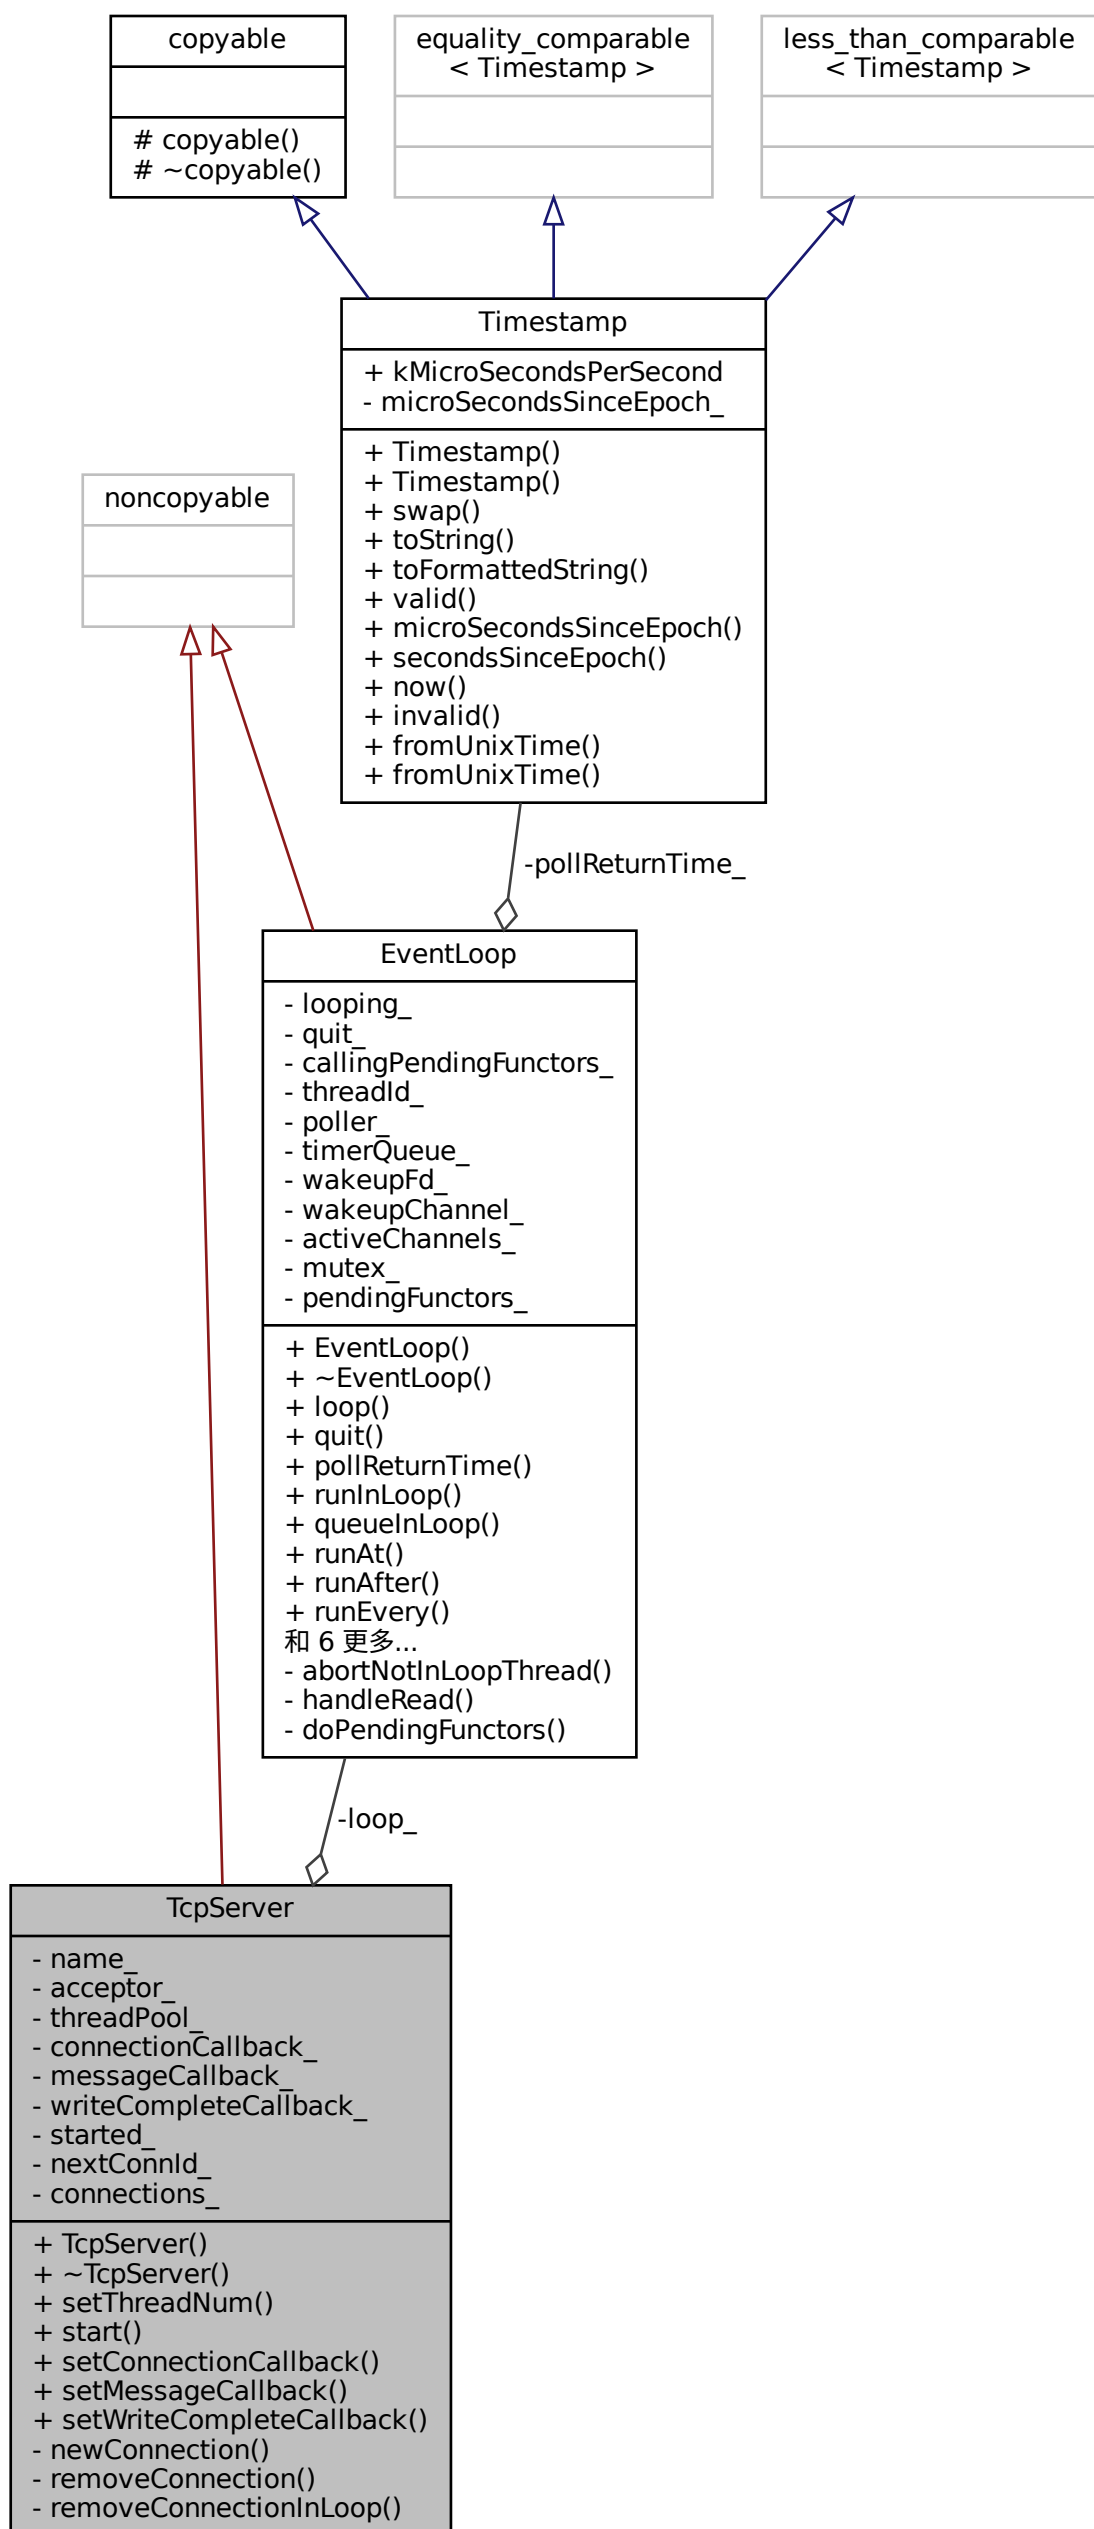 copyable
# copyable()
# ~copyable()
equality_comparable
< Timestamp >
less_than_comparable
< Timestamp >
Timestamp
+ kMicroSecondsPerSecond
- microSecondsSinceEpoch_
+ Timestamp()
+ Timestamp()
+ swap()
+ toString()
+ toFormattedString()
+ valid()
+ microSecondsSinceEpoch()
+ secondsSinceEpoch()
+ now()
+ invalid()
+ fromUnixTime()
+ fromUnixTime()
noncopyable
-pollReturnTime_
EventLoop
- looping_
- quit_
- callingPendingFunctors_
- threadId_
- poller_
- timerQueue_
- wakeupFd_
- wakeupChannel_
- activeChannels_
- mutex_
- pendingFunctors_
+ EventLoop()
+ ~EventLoop()
+ loop()
+ quit()
+ pollReturnTime()
+ runInLoop()
+ queueInLoop()
+ runAt()
+ runAfter()
+ runEvery()
和 6 更多...
- abortNotInLoopThread()
- handleRead()
- doPendingFunctors()
-loop_
TcpServer
- name_
- acceptor_
- threadPool_
- connectionCallback_
- messageCallback_
- writeCompleteCallback_
- started_
- nextConnId_
- connections_
+ TcpServer()
+ ~TcpServer()
+ setThreadNum()
+ start()
+ setConnectionCallback()
+ setMessageCallback()
+ setWriteCompleteCallback()
- newConnection()
- removeConnection()
- removeConnectionInLoop()